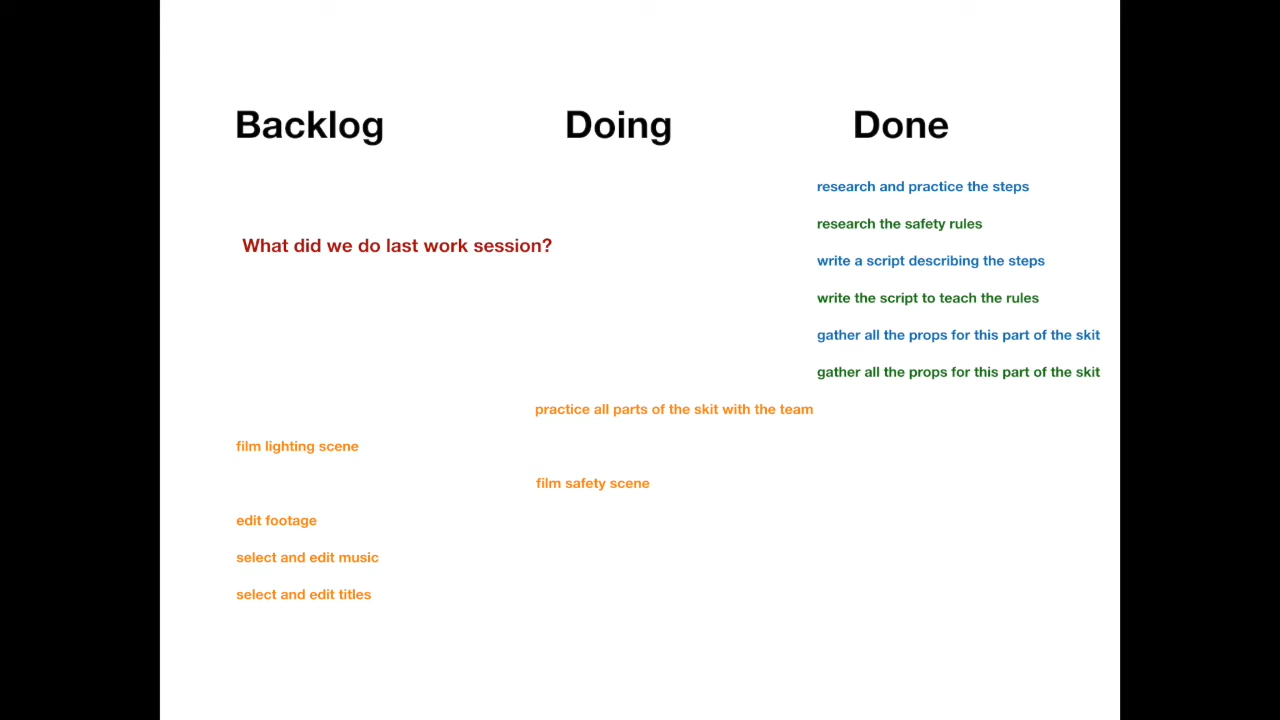 Backlog
Doing
Done
research and practice the steps
research the safety rules
What did we do last work session?
write a script describing the steps
write the script to teach the rules
gather all the props for this part of the skit
gather all the props for this part of the skit
practice all parts of the skit with the team
film lighting scene
film safety scene
edit footage
select and edit music
select and edit titles